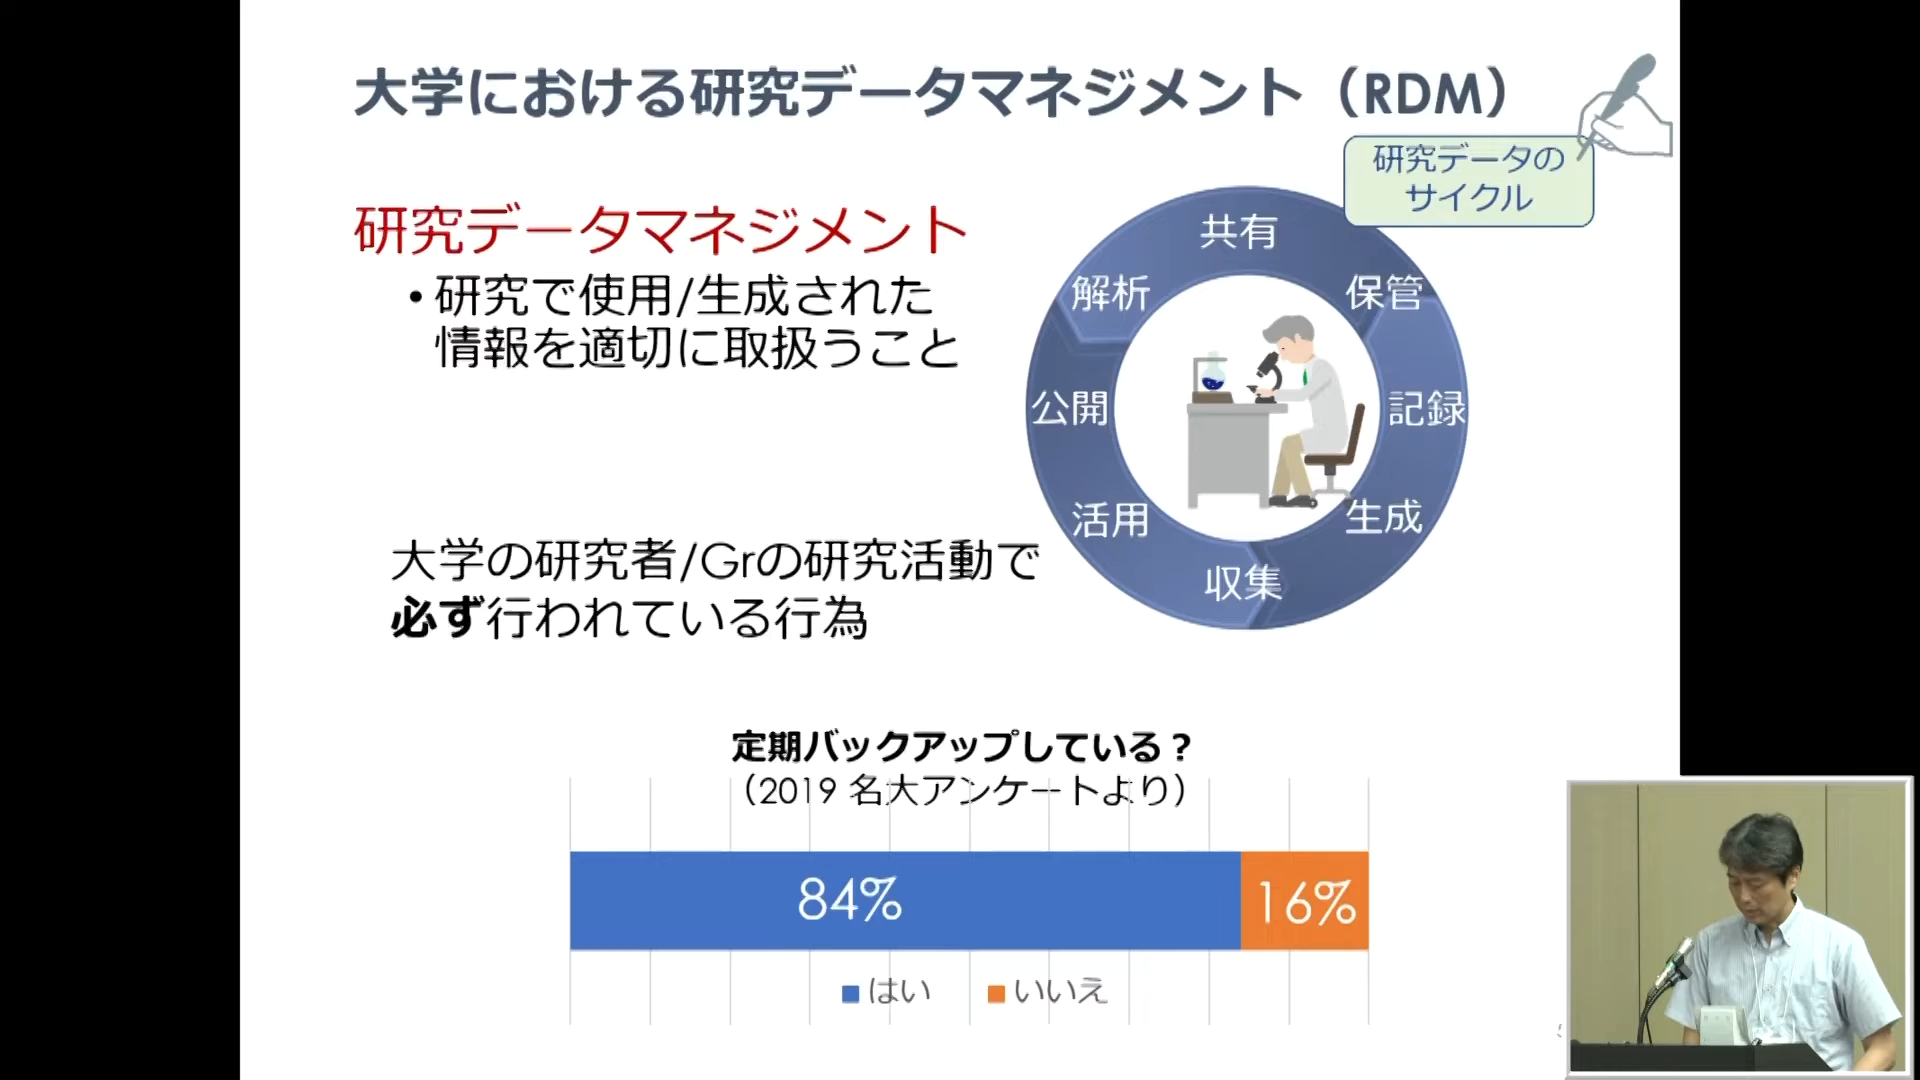 大学における研究データマネジメント（RDM）
研究データの
サイクル
研究データマネジメント
・研究で使用/生成された
情報を適切に取扱うこと
共有
保管
記録
生成
収集
活用
公開
解析
大学の研究者/Grの研究活動で
必ず行われている行為
定期バックアップしている？
（2019 名大アンケートより）
84%
16%
はい
いいえ